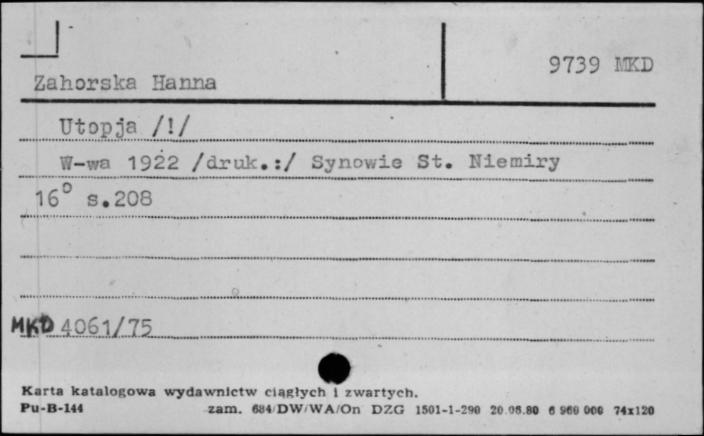 9739 MKD
Zahorska Hanna
Utopja /!/
W-wa 1922 /druk.:/ Synowie St. Niemiry
16° s.208
MKD 4061/75
Karta katalogowa wydawnictw ciągłych i zwartych.
Pu-B-144 zam. 684/DW/WA/On DZG 1501-1-290 20.08.80 6 960 000 74x120